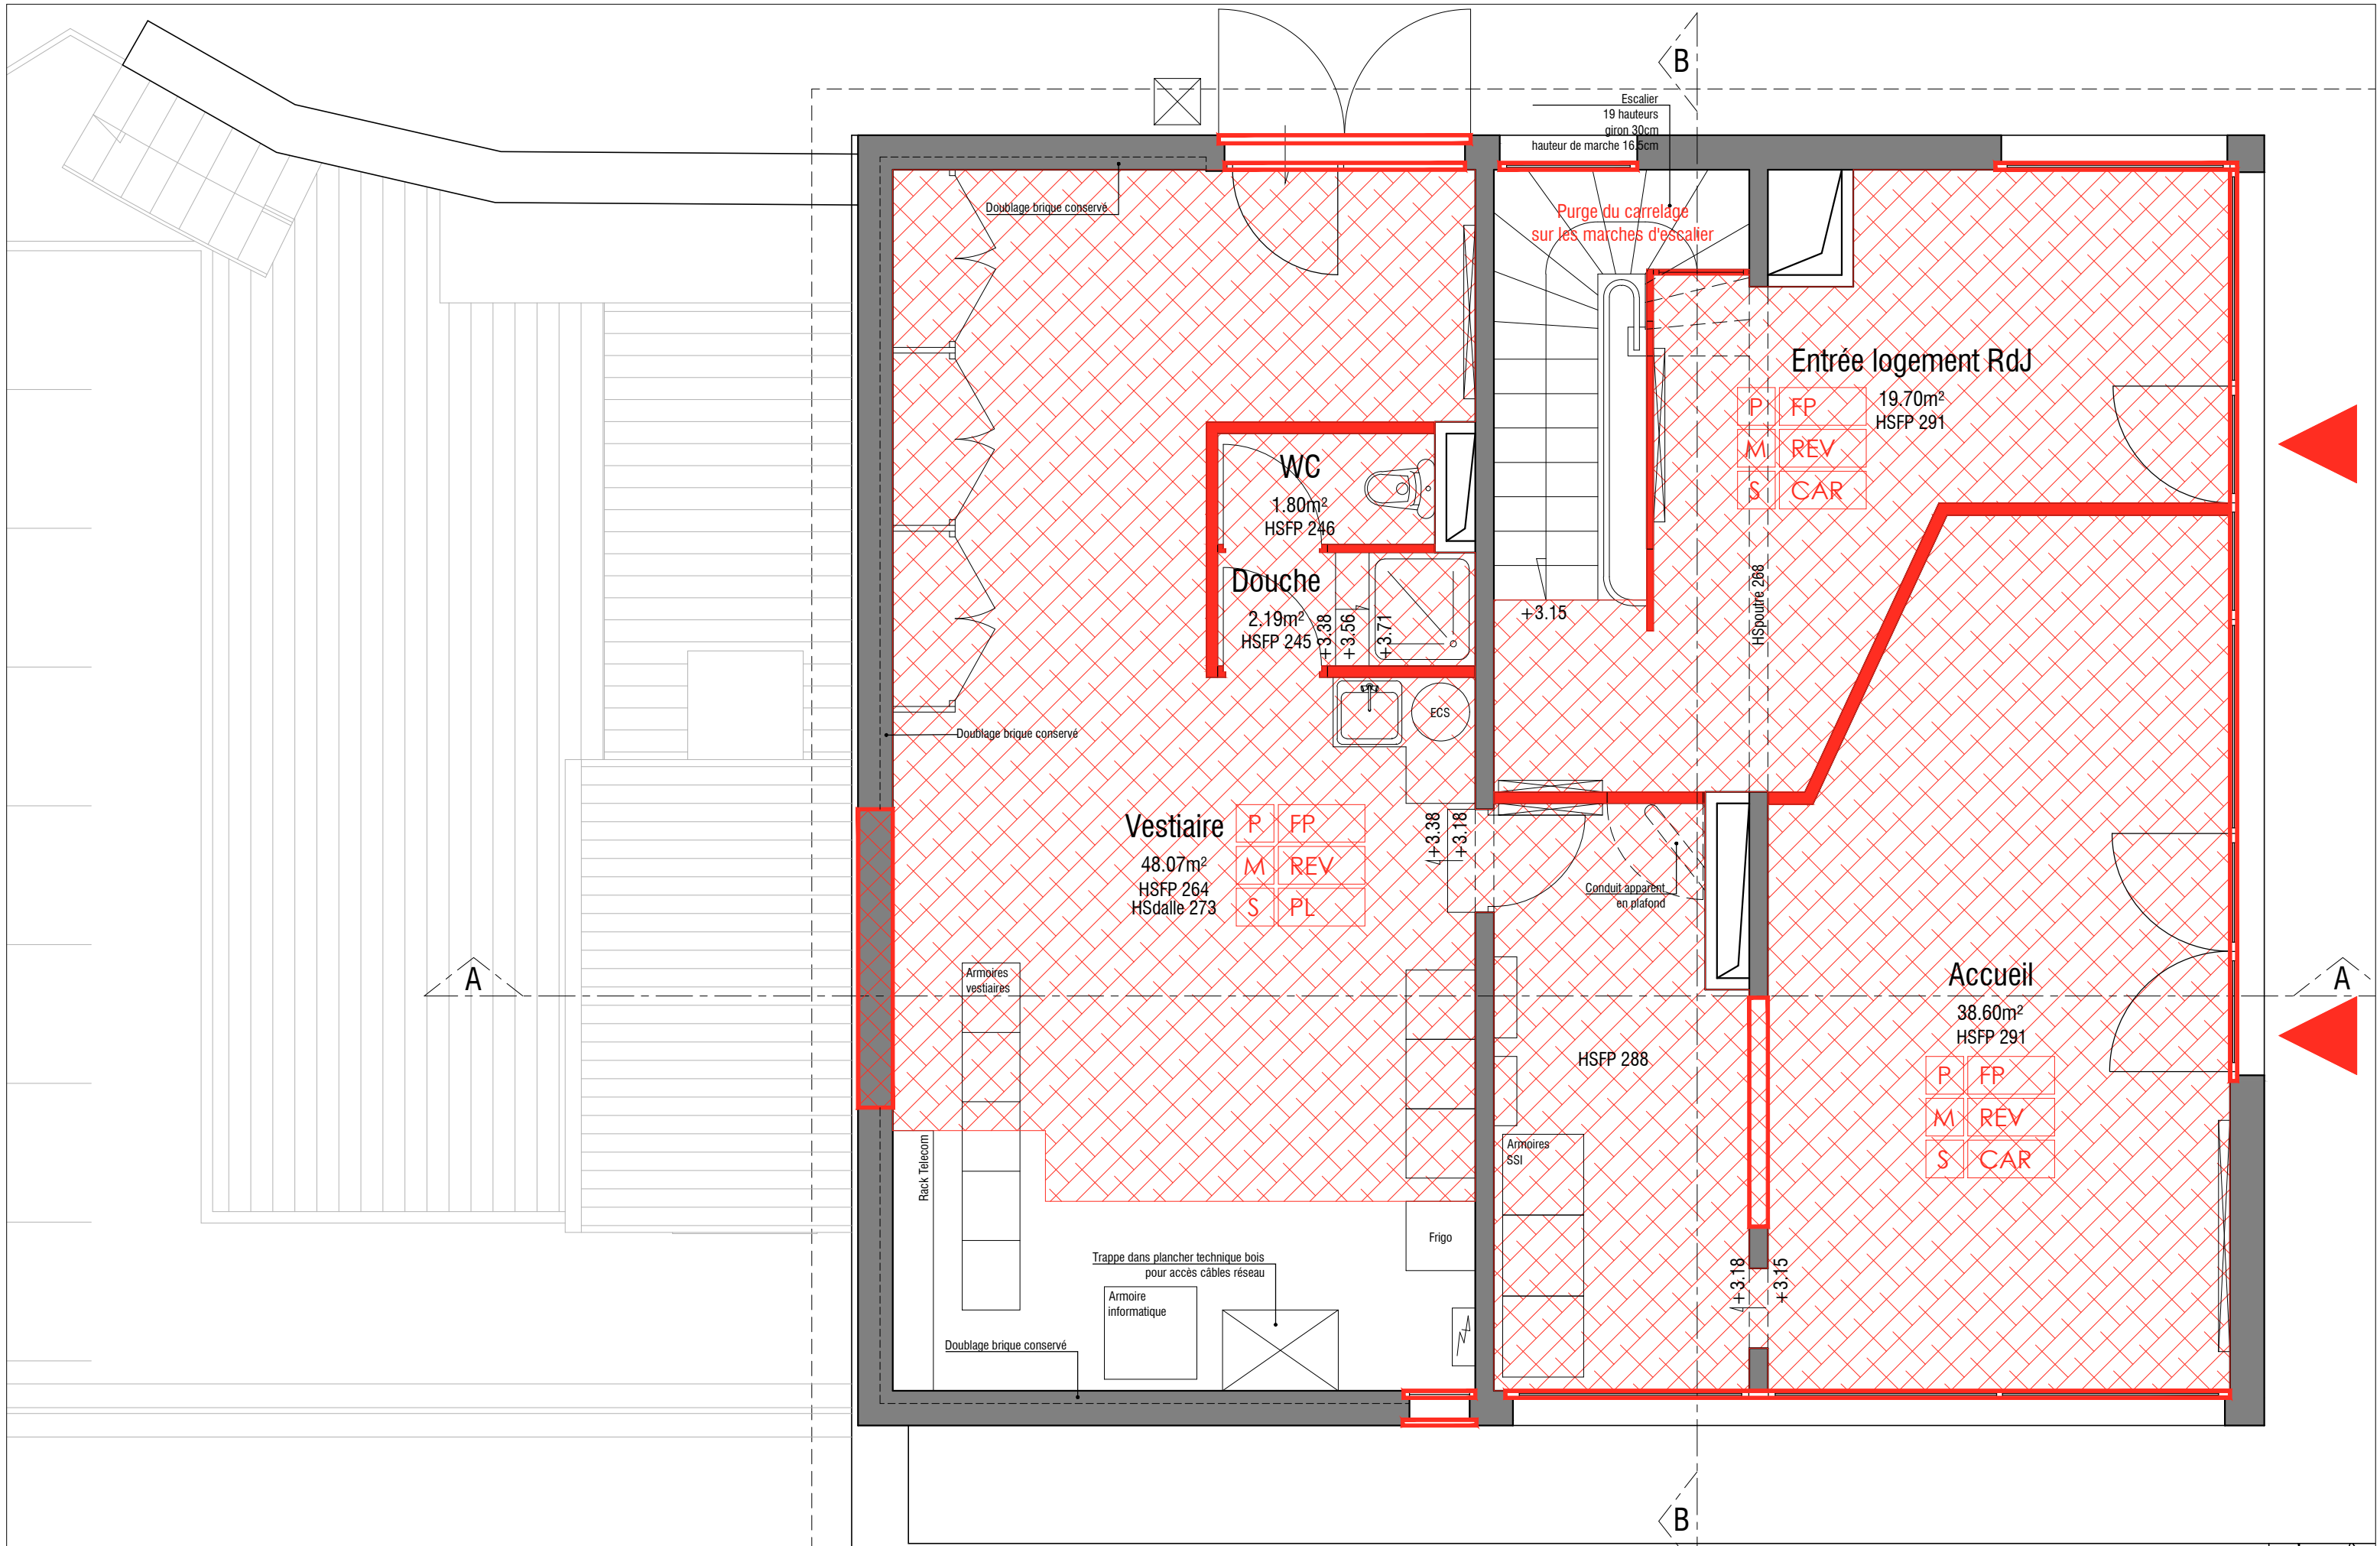 B
Escalier
19 hauteurs
giron 30cm
hauteur de marche 16.5cm
Doublage brique conservé
Purge du carrelage
sur les marches d'escalier
Entrée logement RdJ
19.70m²
HSFP 291
P FP
M REV
S CAR
WC
1.80m²
HSFP 246
Douche
2.19m²
HSFP 245
+3.38
+3.56
+3.71
+3.15
HSpoutre 268
ECS
Doublage brique conservé
Vestiaire
48.07m²
HSFP 264
HSdalle 273
P FP
M REV
S PL
+3.38
+3.18
Conduit apparent
en plafond
A
Armoires
vestiaires
Accueil
38.60m²
HSFP 291
P FP
M REV
S CAR
A
HSFP 288
Rack Telecom
Armoires
SSI
Frigo
Trappe dans plancher technique bois
pour accès câbles réseau
Armoire
informatique
+3.18
+3.15
Doublage brique conservé
B